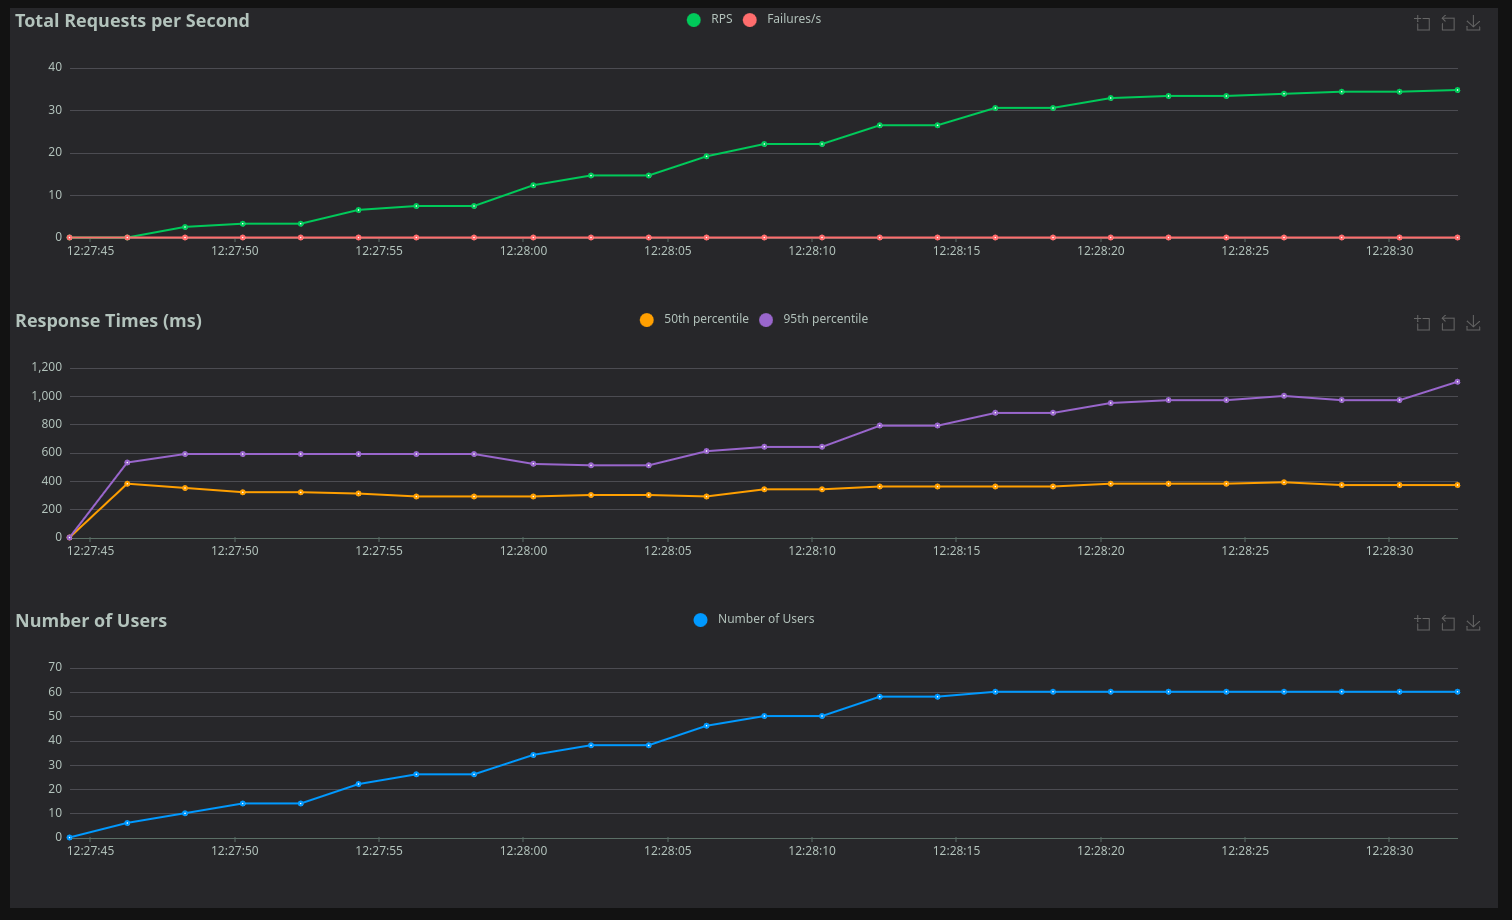 Total Requests per Second
RPS Failures/s
40
30
20
10
0
12:27:45 12:27:50 12:27:55 12:28:00 12:28:05 12:28:10 12:28:15 12:28:20 12:28:25 12:28:30
Response Times (ms)
50th percentile 95th percentile
1,200
1,000
800
600
400
200
0
12:27:45 12:27:50 12:27:55 12:28:00 12:28:05 12:28:10 12:28:15 12:28:20 12:28:25 12:28:30
Number of Users
Number of Users
70
60
50
40
30
20
10
0
12:27:45 12:27:50 12:27:55 12:28:00 12:28:05 12:28:10 12:28:15 12:28:20 12:28:25 12:28:30